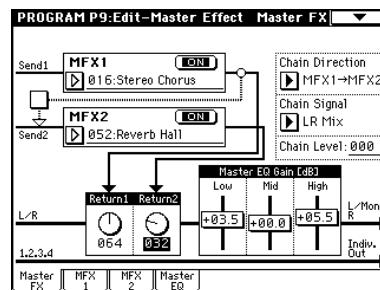 PROGRAM P9:Edit-Master Effect Master FX
Send1
MFX1 ON
016:Stereo Chorus
Chain Direction
MFX1→MFX2
Chain Signal
LR Mix
Chain Level: 000
Send2
MFX2 ON
052:Reverb Hall
Master EQ Gain [dB]
Low Mid High
+03.5 +00.0 +05.5
Return1 Return2
064 032
L/R
L/Mono
R
1.2.3.4
Indiv.
Out
Master FX
MFX 1
MFX 2
Master EQ